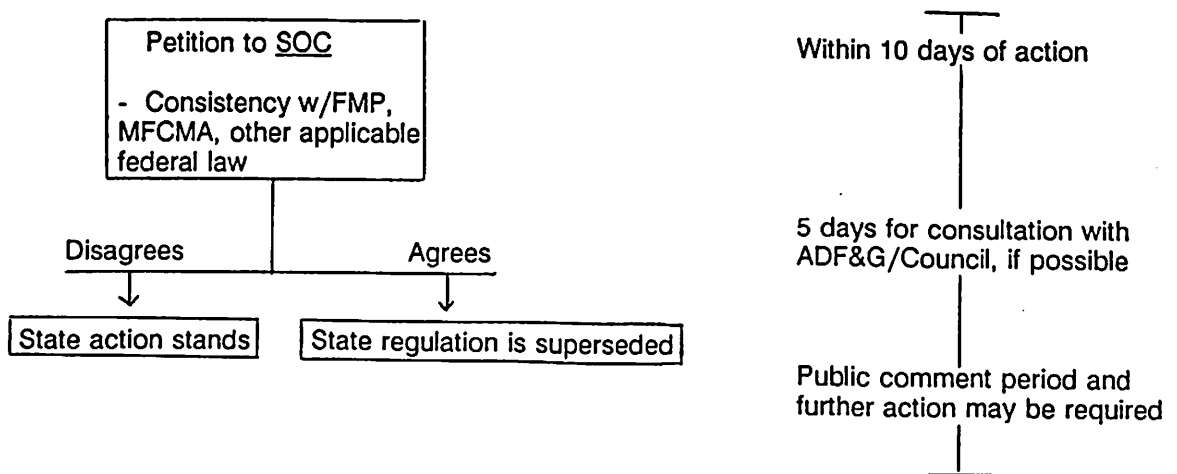 Petition to SOC
- Consistency w/FMP,
MFCMA, other applicable
federal law
Disagrees
Agrees
State action stands
State regulation is superseded
Within 10 days of action
5 days for consultation with
ADF&G/Council, if possible
Public comment period and
further action may be required